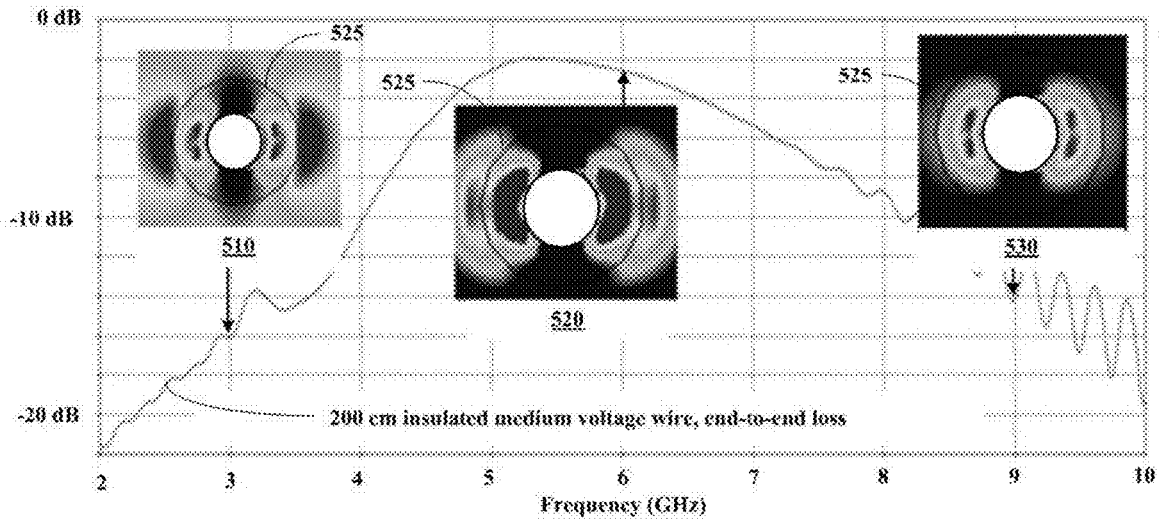 0 dB
525
525
525
-10 dB
510
520
530
-20 dB
200 cm insulated medium voltage wire, end-to-end loss
2 3 4 5 6 7 8 9 10
Frequency (GHz)